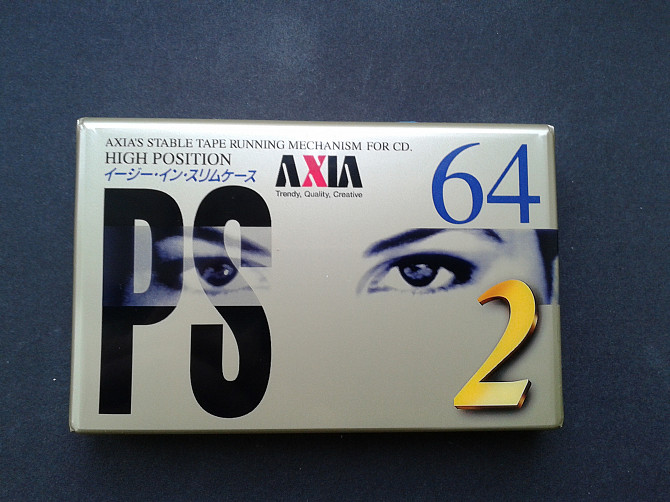 AXIA'S STABLE TAPE RUNNING MECHANISM FOR CD.
HIGH POSITION
イージー・イン・スリムケース
AXIA
Trendy, Quality, Creative
64
PS
2